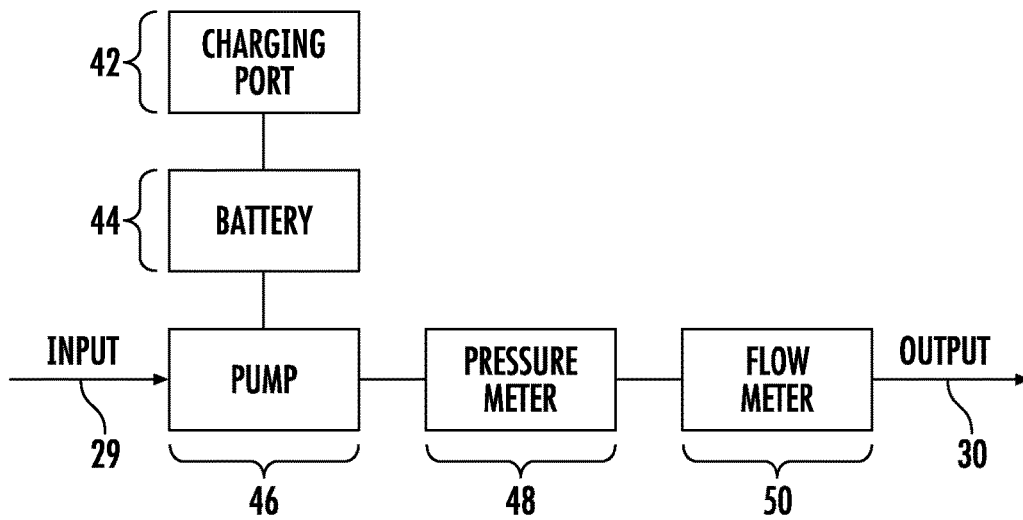 42
CHARGING
PORT
44
BATTERY
INPUT
PUMP
PRESSURE
METER
FLOW
METER
OUTPUT
29
46
48
50
30